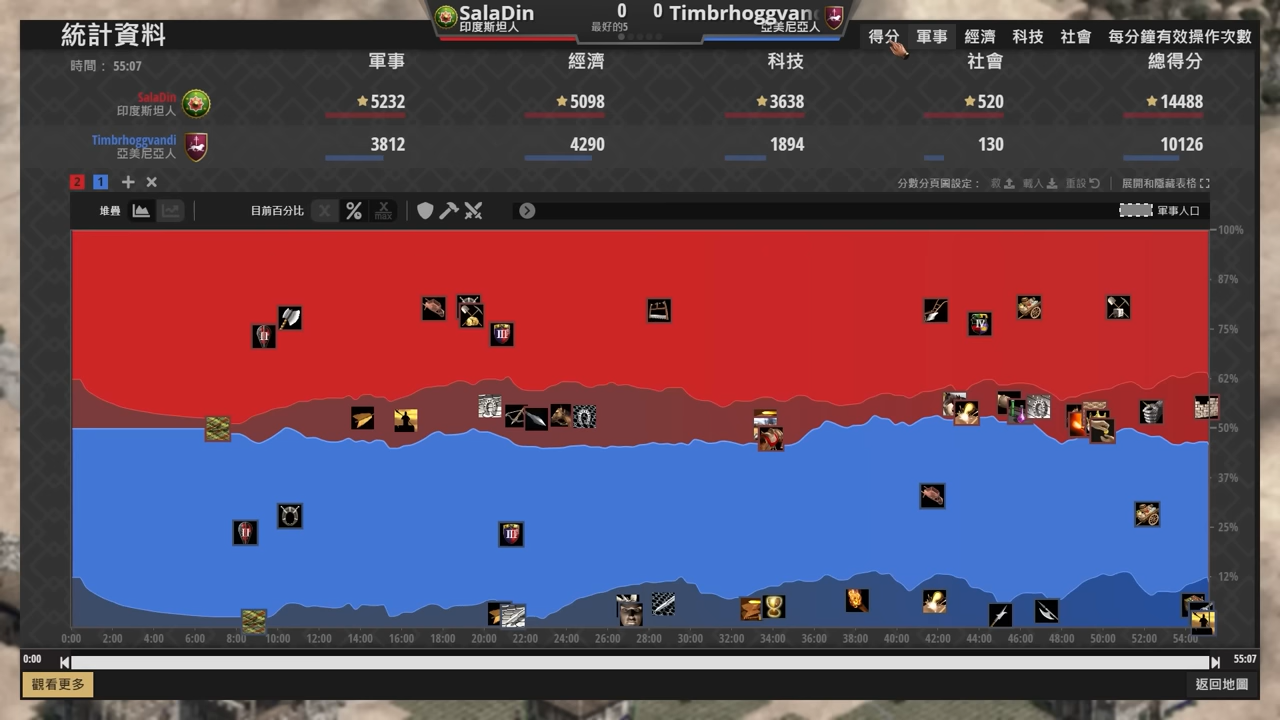 SalaDin
印度斯坦人
0 0
最好的5
Timbrhoggvan
亞美尼亞人
統計資料
得分 軍事 經濟 科技 社會 每分鐘有效操作次數
時間： 55:07
軍事 經濟 科技 社會 總得分
SalaDin
印度斯坦人
5232 5098 3638 520 14488
Timbrhoggvandi
亞美尼亞人
3812 4290 1894 130 10126
2 1
分數分頁圖設定： 載入 重設 展開和隱藏表格
堆疊 目前百分比 X % X max 軍事人口
100%
87%
75%
62%
50%
37%
25%
12%
II III IV
II III
0:00 2:00 4:00 6:00 8:00 10:00 12:00 14:00 16:00 18:00 20:00 22:00 24:00 26:00 28:00 30:00 32:00 34:00 36:00 38:00 40:00 42:00 44:00 46:00 48:00 50:00 52:00 54:00
0:00 55:07
觀看更多 返回地圖